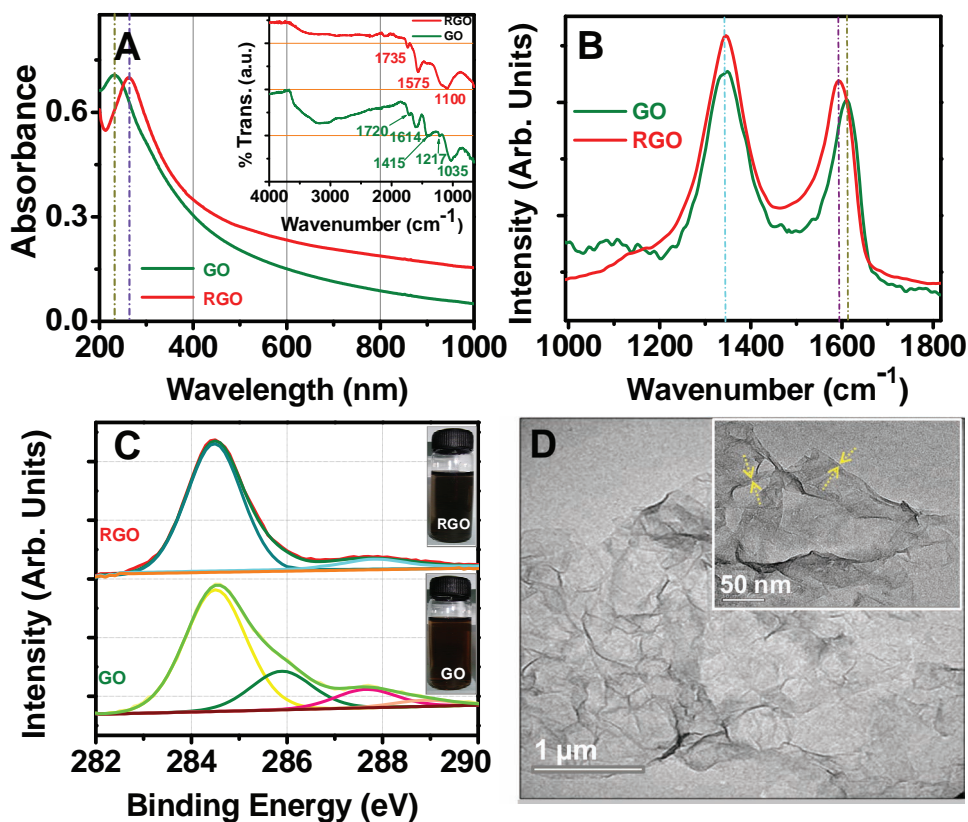 A
Absorbance
0.6
0.3
0.0
200 400 600 800 1000
Wavelength (nm)
GO
RGO
% Trans. (a.u.)
RGO
GO
1735
1575
1100
1720
1614
1415
1217
1035
4000 3000 2000 1000
Wavenumber (cm⁻¹)
B
Intensity (Arb. Units)
GO
RGO
1000 1200 1400 1600 1800
Wavenumber (cm⁻¹)
C
Intensity (Arb. Units)
RGO
RGO
GO
GO
282 284 286 288 290
Binding Energy (eV)
D
50 nm
1 µm